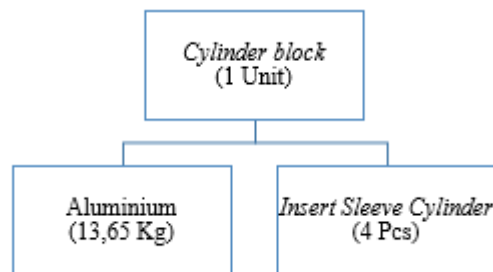 Cylinder block
(1 Unit)
Aluminium
(13,65 Kg)
Insert Sleeve Cylinder
(4 Pcs)